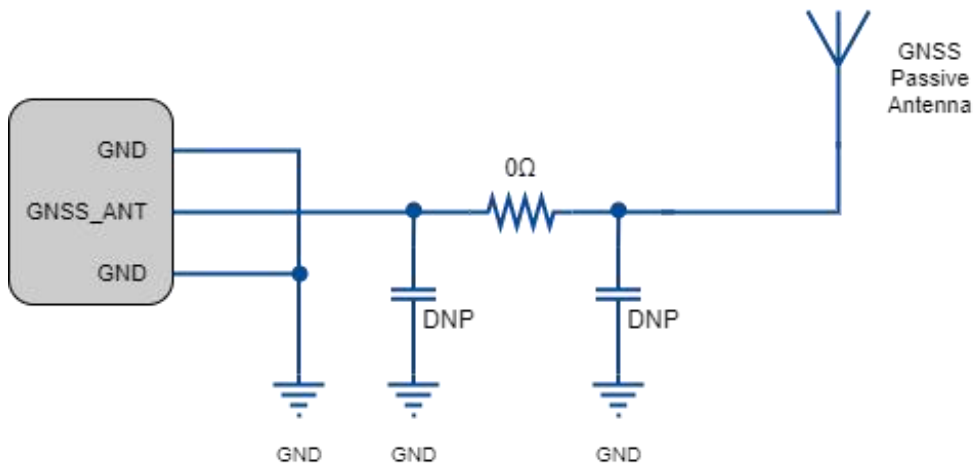 GNSS
Passive
Antenna
GND
0Ω
GNSS_ANT
GND
DNP
DNP
GND
GND
GND